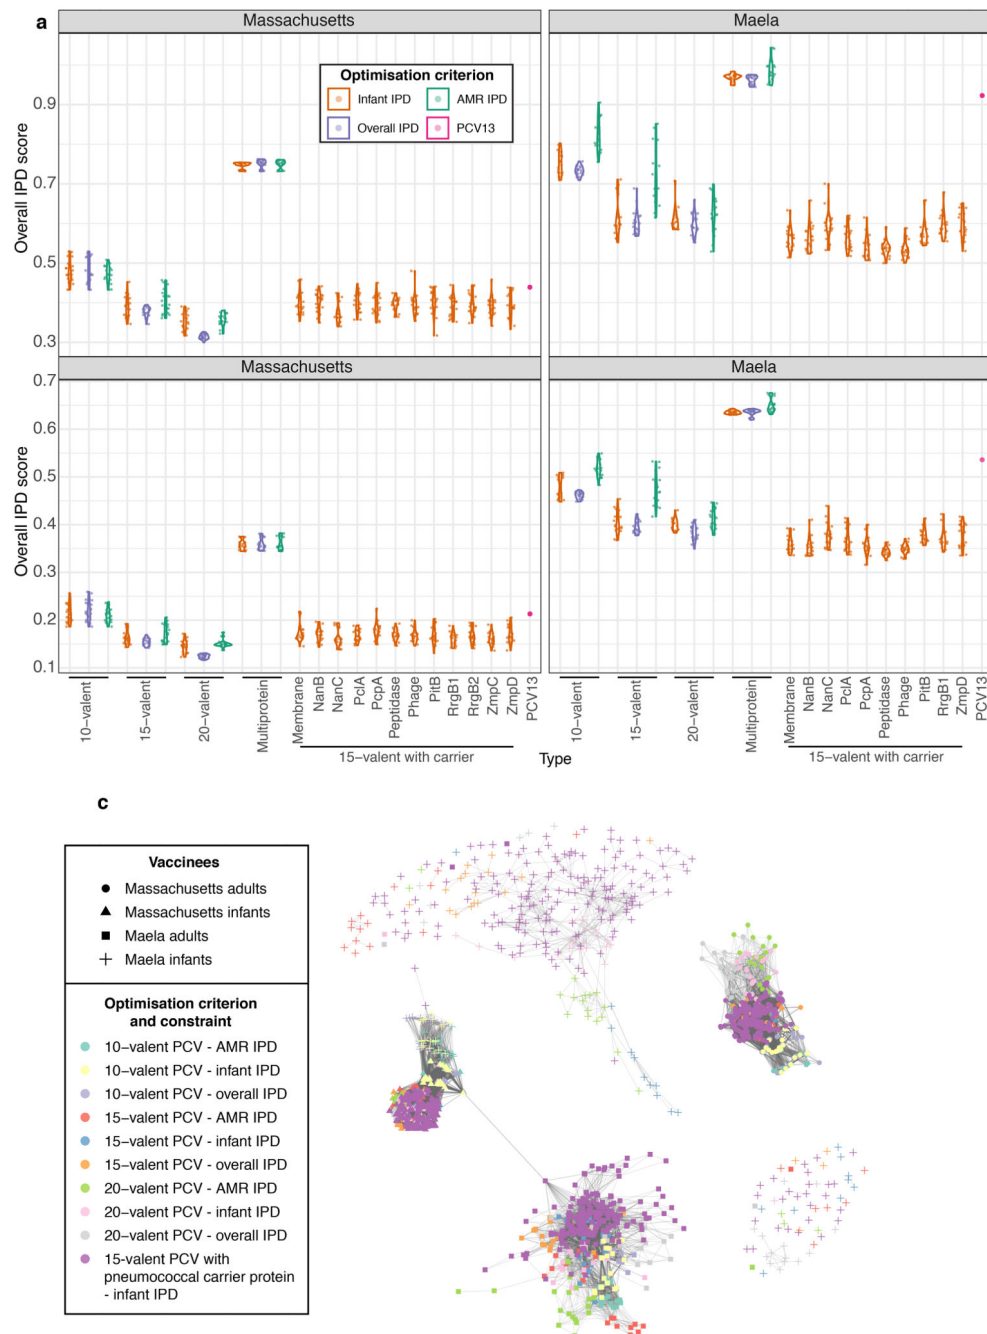 a
Massachusetts
Maela
Optimisation criterion
Infant IPD
AMR IPD
Overall IPD
PCV13
Overall IPD score
0.9
0.7
0.5
0.3
Massachusetts
Maela
Overall IPD score
0.7
0.6
0.5
0.4
0.3
0.2
0.1
10−valent
15−valent
20−valent
Multiprotein
Membrane
NanB
NanC
PclA
PcpA
Peptidase
Phage
PitB
RrgB1
RrgB2
ZmpC
ZmpD
PCV13
15−valent with carrier
10−valent
15−valent
20−valent
Multiprotein
Membrane
NanB
NanC
PclA
PcpA
Peptidase
Phage
PitB
RrgB1
ZmpD
PCV13
15−valent with carrier
Type
c
Vaccinees
Massachusetts adults
Massachusetts infants
Maela adults
Maela infants
Optimisation criterion
and constraint
10−valent PCV - AMR IPD
10−valent PCV - infant IPD
10−valent PCV - overall IPD
15−valent PCV - AMR IPD
15−valent PCV - infant IPD
15−valent PCV - overall IPD
20−valent PCV - AMR IPD
20−valent PCV - infant IPD
20−valent PCV - overall IPD
15-valent PCV with
pneumococcal carrier protein
- infant IPD